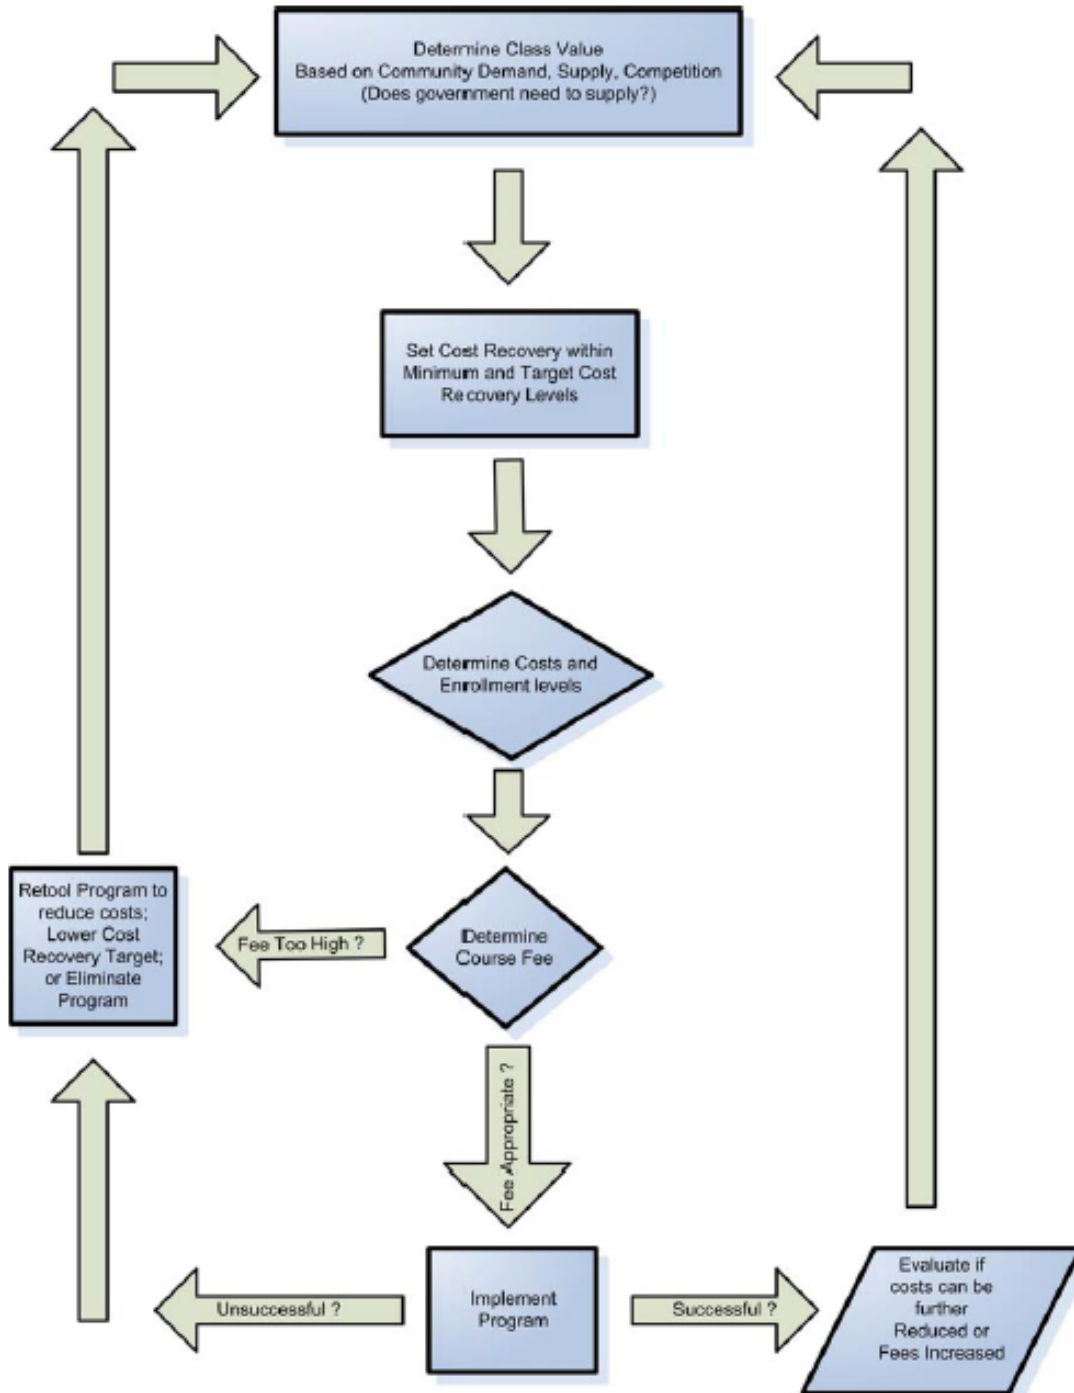 Determine Class Value
Based on Community Demand, Supply, Competition
(Does government need to supply?)
Set Cost Recovery within
Minimum and Target Cost
Recovery Levels
Determine Costs and
Enrollment levels
Retool Program to
reduce costs;
Lower Cost
Recovery Target;
or Eliminate
Program
Fee Too High ?
Determine
Course Fee
Fee Appropriate ?
Unsuccessful ?
Implement
Program
Successful ?
Evaluate if
costs can be
further
Reduced or
Fees Increased